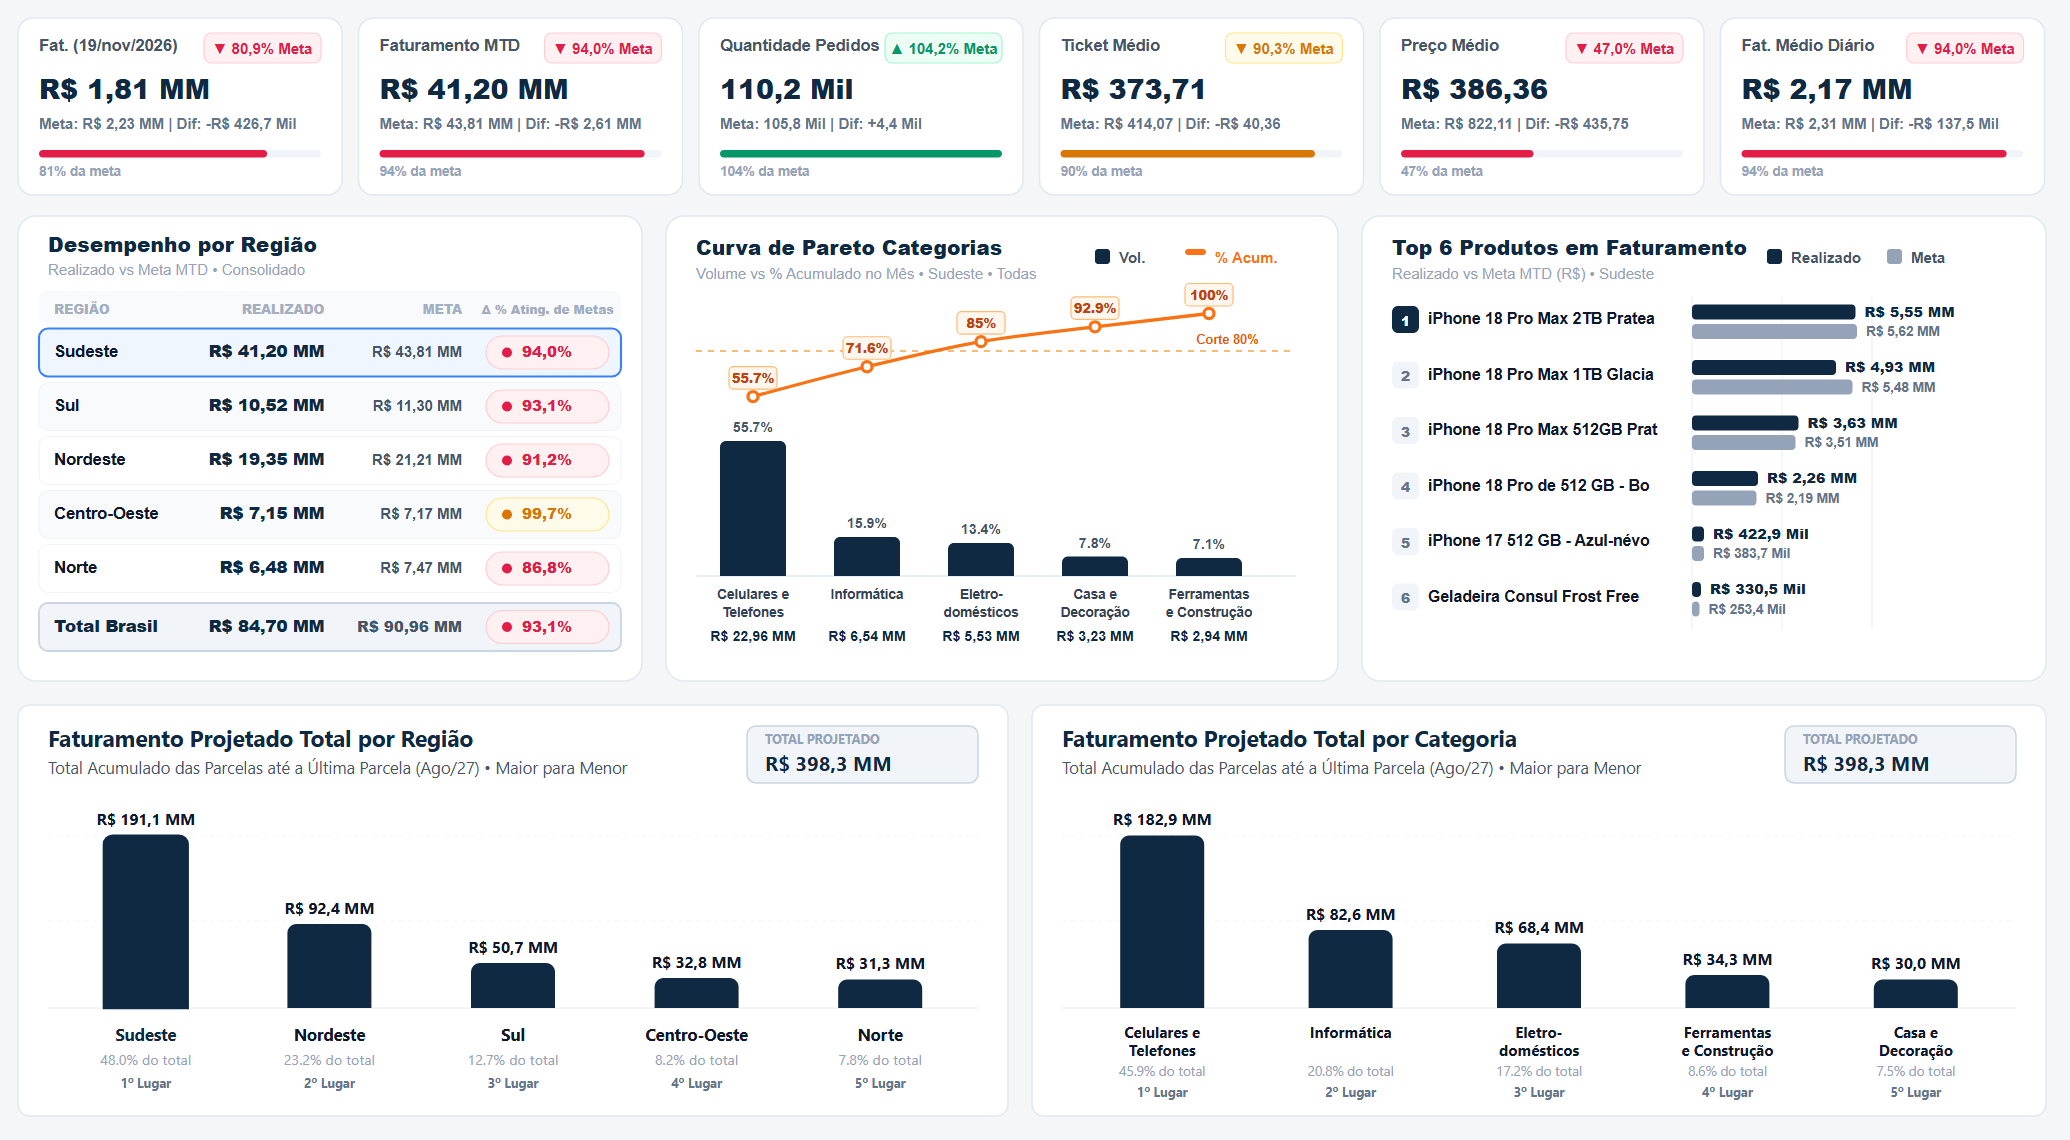 Fat. (19/nov/2026) ▼ 80,9% Meta
R$ 1,81 MM
Meta: R$ 2,23 MM | Dif: -R$ 426,7 Mil
81% da meta
Faturamento MTD ▼ 94,0% Meta
R$ 41,20 MM
Meta: R$ 43,81 MM | Dif: -R$ 2,61 MM
94% da meta
Quantidade Pedidos ▲ 104,2% Meta
110,2 Mil
Meta: 105,8 Mil | Dif: +4,4 Mil
104% da meta
Ticket Médio ▼ 90,3% Meta
R$ 373,71
Meta: R$ 414,07 | Dif: -R$ 40,36
90% da meta
Preço Médio ▼ 47,0% Meta
R$ 386,36
Meta: R$ 822,11 | Dif: -R$ 435,75
47% da meta
Fat. Médio Diário ▼ 94,0% Meta
R$ 2,17 MM
Meta: R$ 2,31 MM | Dif: -R$ 137,5 Mil
94% da meta
Desempenho por Região
Realizado vs Meta MTD • Consolidado
REGIÃO REALIZADO META Δ % Ating. de Metas
Sudeste R$ 41,20 MM R$ 43,81 MM 94,0%
Sul R$ 10,52 MM R$ 11,30 MM 93,1%
Nordeste R$ 19,35 MM R$ 21,21 MM 91,2%
Centro-Oeste R$ 7,15 MM R$ 7,17 MM 99,7%
Norte R$ 6,48 MM R$ 7,47 MM 86,8%
Total Brasil R$ 84,70 MM R$ 90,96 MM 93,1%
Curva de Pareto Categorias
Volume vs % Acumulado no Mês • Sudeste • Todas
Vol. % Acum.
55.7% 71.6% 85% 92.9% 100%
Corte 80%
55.7% 15.9% 13.4% 7.8% 7.1%
Celulares e Informática Eletro- Casa e Ferramentas
Telefones domésticos Decoração e Construção
R$ 22,96 MM R$ 6,54 MM R$ 5,53 MM R$ 3,23 MM R$ 2,94 MM
Top 6 Produtos em Faturamento
Realizado vs Meta MTD (R$) • Sudeste
Realizado Meta
1 iPhone 18 Pro Max 2TB Pratea R$ 5,55 MM
R$ 5,62 MM
2 iPhone 18 Pro Max 1TB Glacia R$ 4,93 MM
R$ 5,48 MM
3 iPhone 18 Pro Max 512GB Prat R$ 3,63 MM
R$ 3,51 MM
4 iPhone 18 Pro de 512 GB - Bo R$ 2,26 MM
R$ 2,19 MM
5 iPhone 17 512 GB - Azul-névo R$ 422,9 Mil
R$ 383,7 Mil
6 Geladeira Consul Frost Free R$ 330,5 Mil
R$ 253,4 Mil
Faturamento Projetado Total por Região
Total Acumulado das Parcelas até a Última Parcela (Ago/27) • Maior para Menor
TOTAL PROJETADO
R$ 398,3 MM
R$ 191,1 MM R$ 92,4 MM R$ 50,7 MM R$ 32,8 MM R$ 31,3 MM
Sudeste Nordeste Sul Centro-Oeste Norte
48.0% do total 23.2% do total 12.7% do total 8.2% do total 7.8% do total
1º Lugar 2º Lugar 3º Lugar 4º Lugar 5º Lugar
Faturamento Projetado Total por Categoria
Total Acumulado das Parcelas até a Última Parcela (Ago/27) • Maior para Menor
TOTAL PROJETADO
R$ 398,3 MM
R$ 182,9 MM R$ 82,6 MM R$ 68,4 MM R$ 34,3 MM R$ 30,0 MM
Celulares e Informática Eletro- Ferramentas Casa e
Telefones domésticos e Construção Decoração
45.9% do total 20.8% do total 17.2% do total 8.6% do total 7.5% do total
1º Lugar 2º Lugar 3º Lugar 4º Lugar 5º Lugar